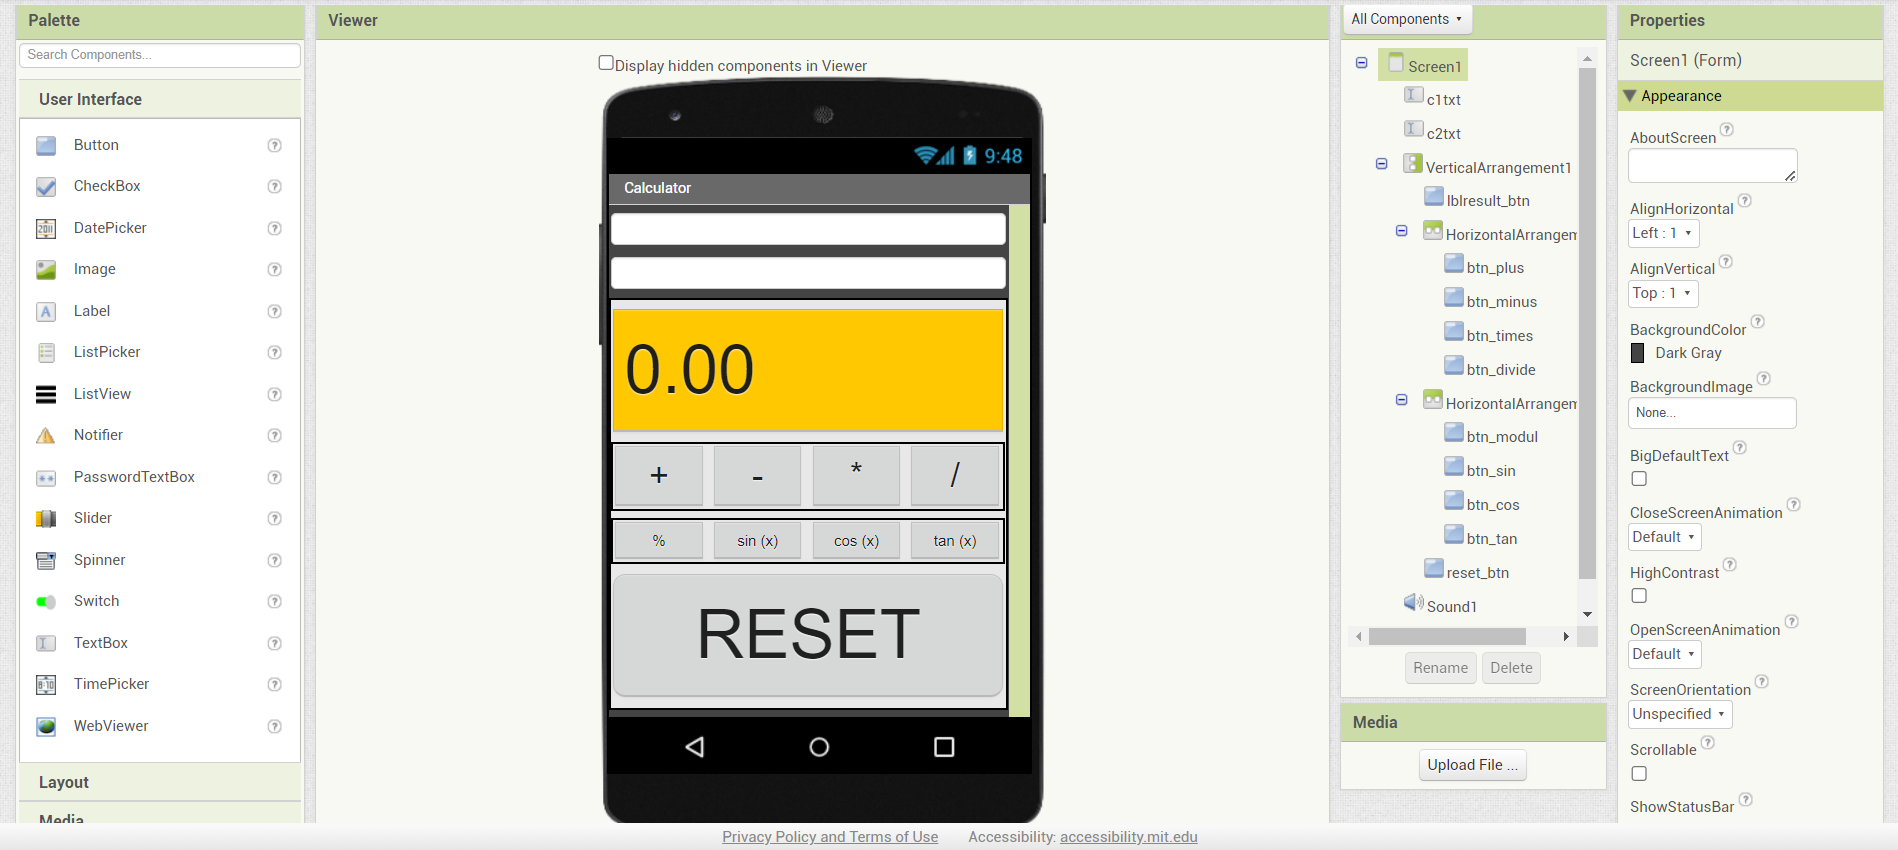 Palette
Search Components...
User Interface
Button
CheckBox
DatePicker
Image
Label
ListPicker
ListView
Notifier
PasswordTextBox
Slider
Spinner
Switch
TextBox
TimePicker
WebViewer
Layout
Media
Viewer
Display hidden components in Viewer
9:48
Calculator
0.00
+ - * /
% sin (x) cos (x) tan (x)
RESET
All Components
Screen1
c1txt
c2txt
VerticalArrangement1
lblresult_btn
HorizontalArrangem
btn_plus
btn_minus
btn_times
btn_divide
HorizontalArrangem
btn_modul
btn_sin
btn_cos
btn_tan
reset_btn
Sound1
Rename Delete
Media
Upload File ...
Properties
Screen1 (Form)
Appearance
AboutScreen
AlignHorizontal
Left : 1
AlignVertical
Top : 1
BackgroundColor
Dark Gray
BackgroundImage
None...
BigDefaultText
CloseScreenAnimation
Default
HighContrast
OpenScreenAnimation
Default
ScreenOrientation
Unspecified
Scrollable
ShowStatusBar
Privacy Policy and Terms of Use Accessibility: accessibility.mit.edu